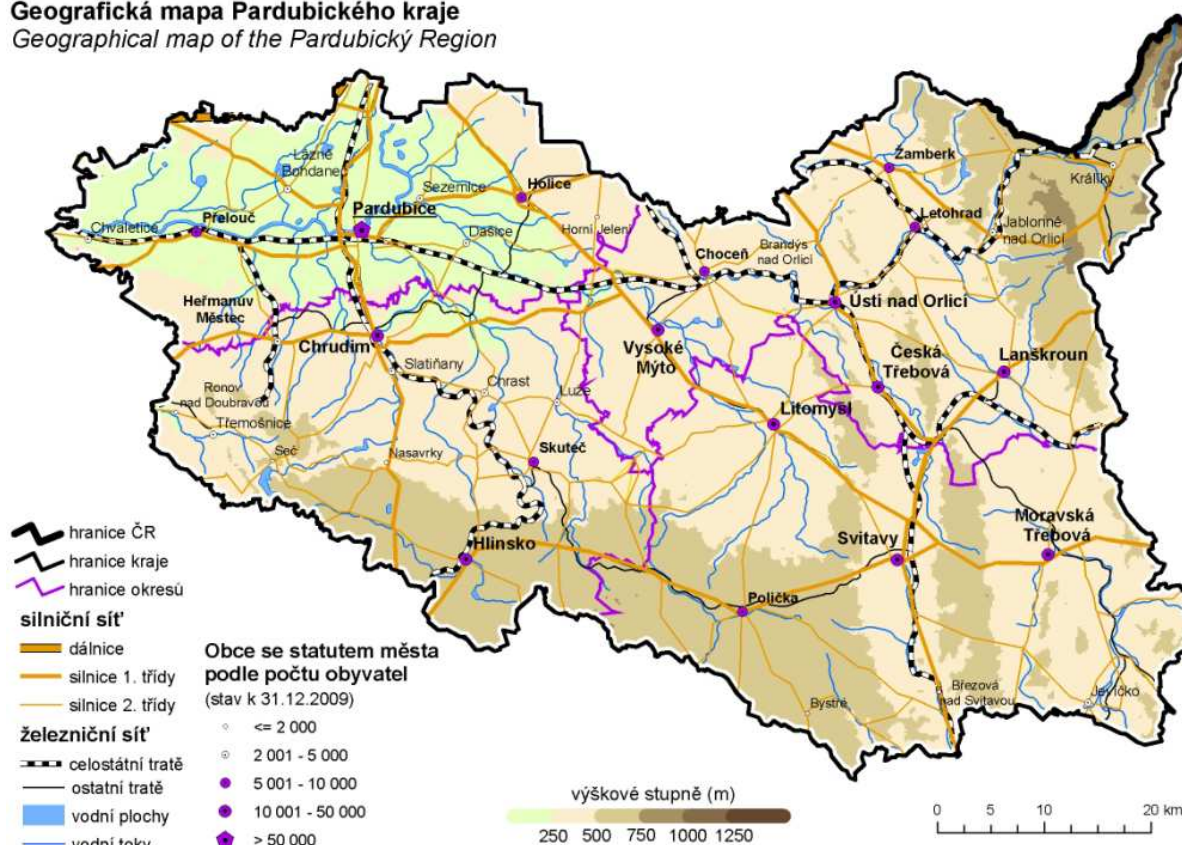 Geografická mapa Pardubického kraje
Geographical map of the Pardubický Region
Žamberk
Králíky
Lázně
Bohdaneč
Sezemice
Holice
Letohrad
Jablonné
nad Orlicí
Chvaletice
Přelouč
Pardubice
Dašice
Horní Jelení
Choceň
Brandýs
nad Orlicí
Ústí nad Orlicí
Heřmanův
Městec
Chrudim
Vysoké
Mýto
Česká
Třebová
Lanškroun
Slatiňany
Chrast
Luže
Ronov
nad Doubravou
Litomyšl
Třemošnice
Seč
Nasavrky
Skuteč
Hlinsko
Svitavy
Moravská
Třebová
Polička
Bystré
Březová
nad Svitavou
Jevíčko
hranice ČR
hranice kraje
hranice okresů
silniční síť
dálnice
silnice 1. třídy
silnice 2. třídy
železniční síť
celostátní tratě
ostatní tratě
vodní plochy
vodní toky
Obce se statutem města
podle počtu obyvatel
(stav k 31.12.2009)
<= 2 000
2 001 - 5 000
5 001 - 10 000
10 001 - 50 000
> 50 000
výškové stupně (m)
250 500 750 1000 1250
0 5 10 20 km